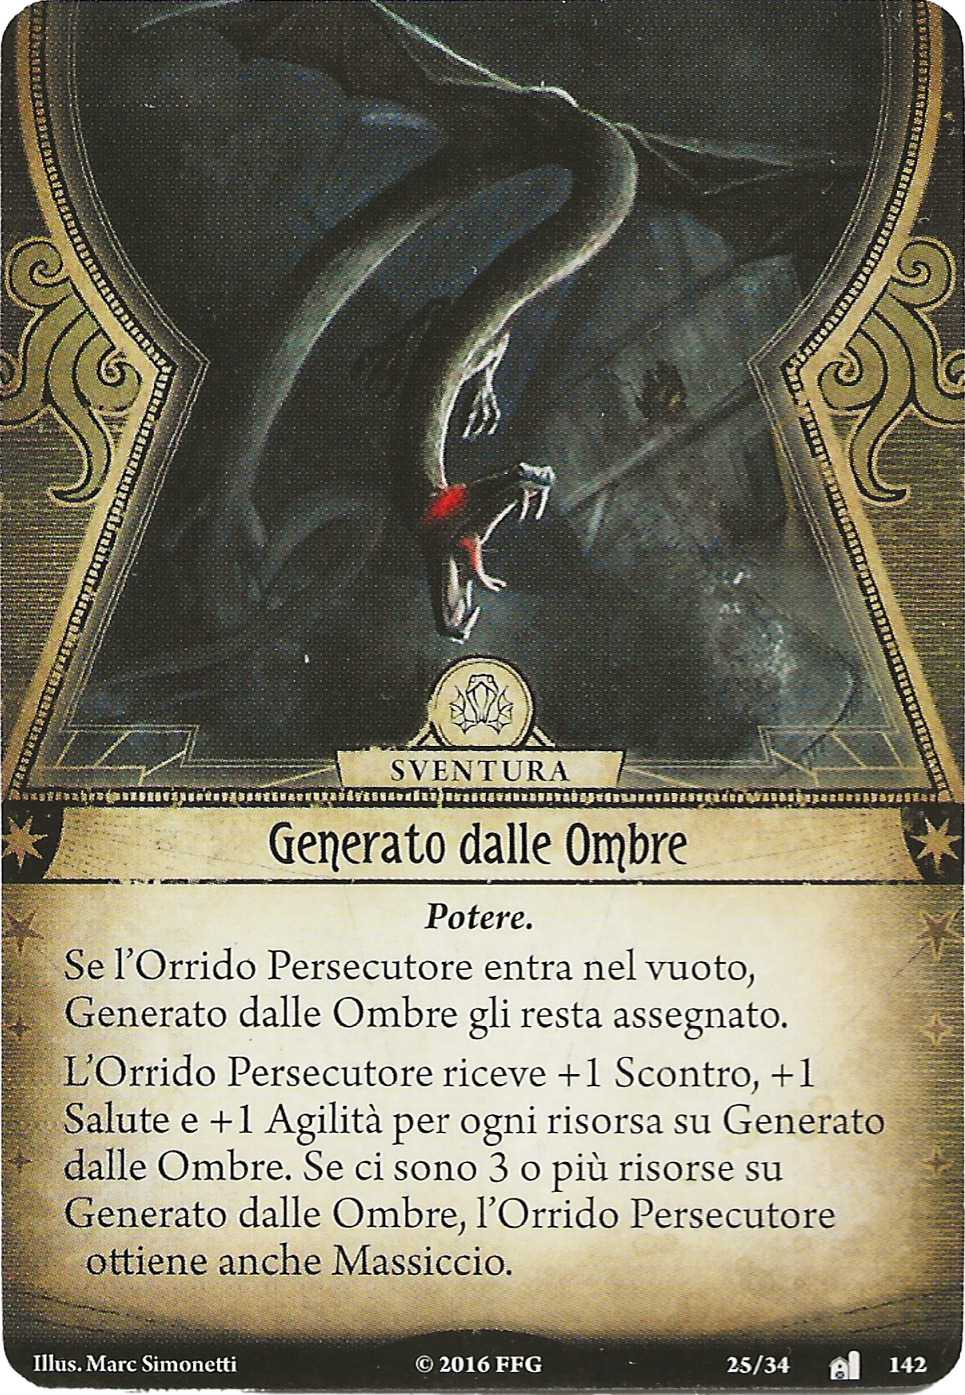 SVENTURA
Generato dalle Ombre
Potere.
Se l'Orrido Persecutore entra nel vuoto,
Generato dalle Ombre gli resta assegnato.
L'Orrido Persecutore riceve +1 Scontro, +1
Salute e +1 Agilità per ogni risorsa su Generato
dalle Ombre. Se ci sono 3 o più risorse su
Generato dalle Ombre, l'Orrido Persecutore
ottiene anche Massiccio.
Illus. Marc Simonetti © 2016 FFG 25/34 142